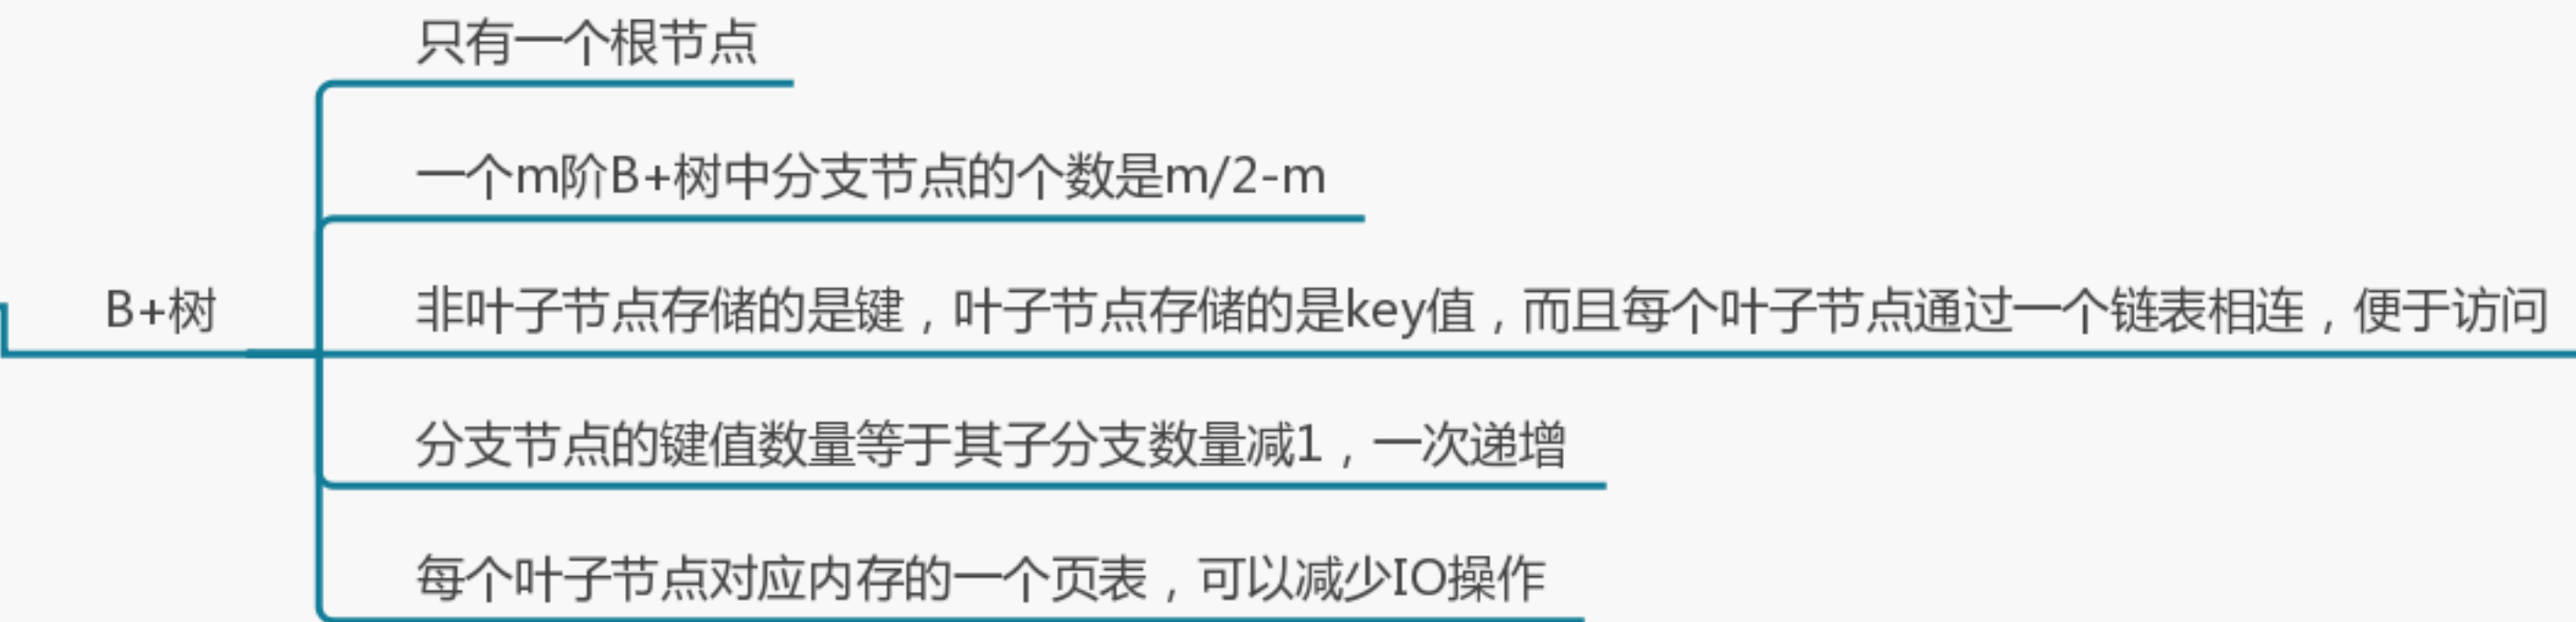 只有一个根节点
一个m阶B+树中分支节点的个数是m/2-m
B+树
非叶子节点存储的是键，叶子节点存储的是key值，而且每个叶子节点通过一个链表相连，便于访问
分支节点的键值数量等于其子分支数量减1，一次递增
每个叶子节点对应内存的一个页表，可以减少IO操作